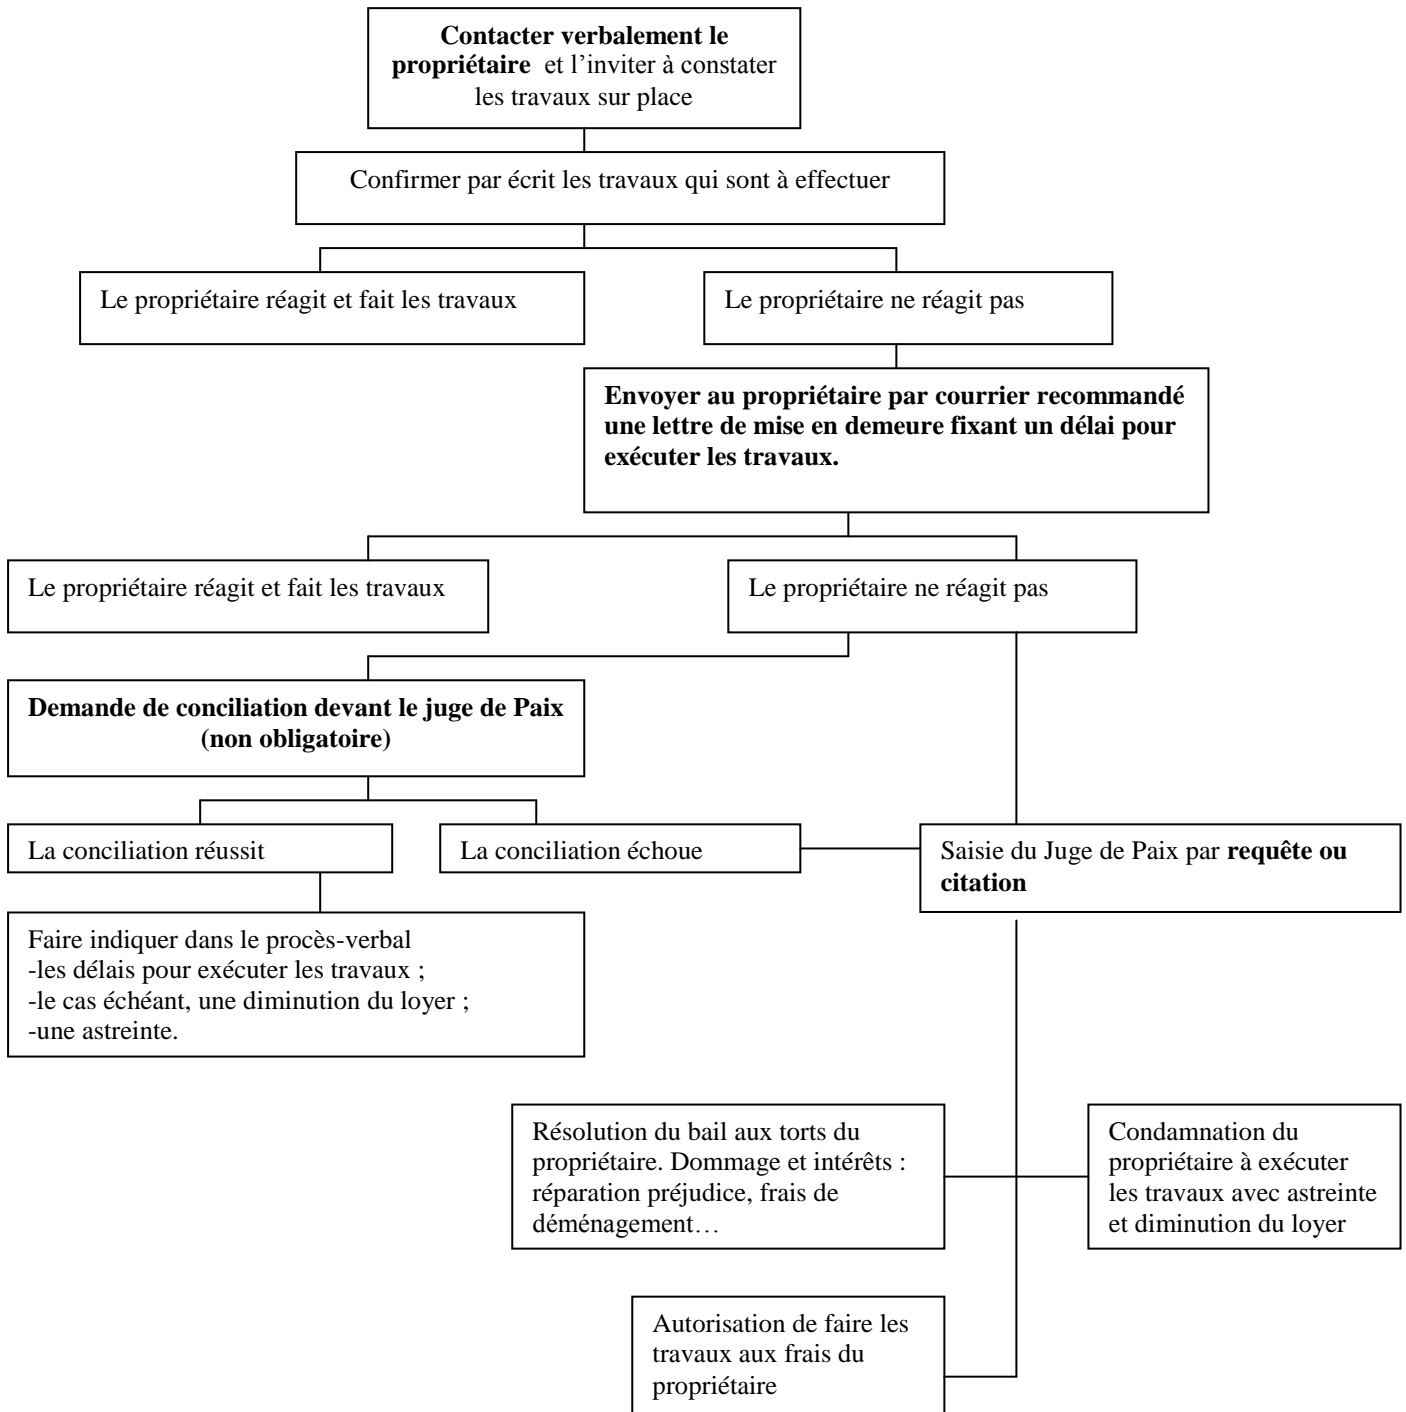 Contacter verbalement le
propriétaire et l’inviter à constater
les travaux sur place
Confirmer par écrit les travaux qui sont à effectuer
Le propriétaire réagit et fait les travaux
Le propriétaire ne réagit pas
Envoyer au propriétaire par courrier recommandé
une lettre de mise en demeure fixant un délai pour
exécuter les travaux.
Le propriétaire réagit et fait les travaux
Le propriétaire ne réagit pas
Demande de conciliation devant le juge de Paix
(non obligatoire)
La conciliation réussit
La conciliation échoue
Saisie du Juge de Paix par requête ou
citation
Faire indiquer dans le procès-verbal
-les délais pour exécuter les travaux ;
-le cas échéant, une diminution du loyer ;
-une astreinte.
Résolution du bail aux torts du
propriétaire. Dommage et intérêts :
réparation préjudice, frais de
déménagement…
Condamnation du
propriétaire à exécuter
les travaux avec astreinte
et diminution du loyer
Autorisation de faire les
travaux aux frais du
propriétaire